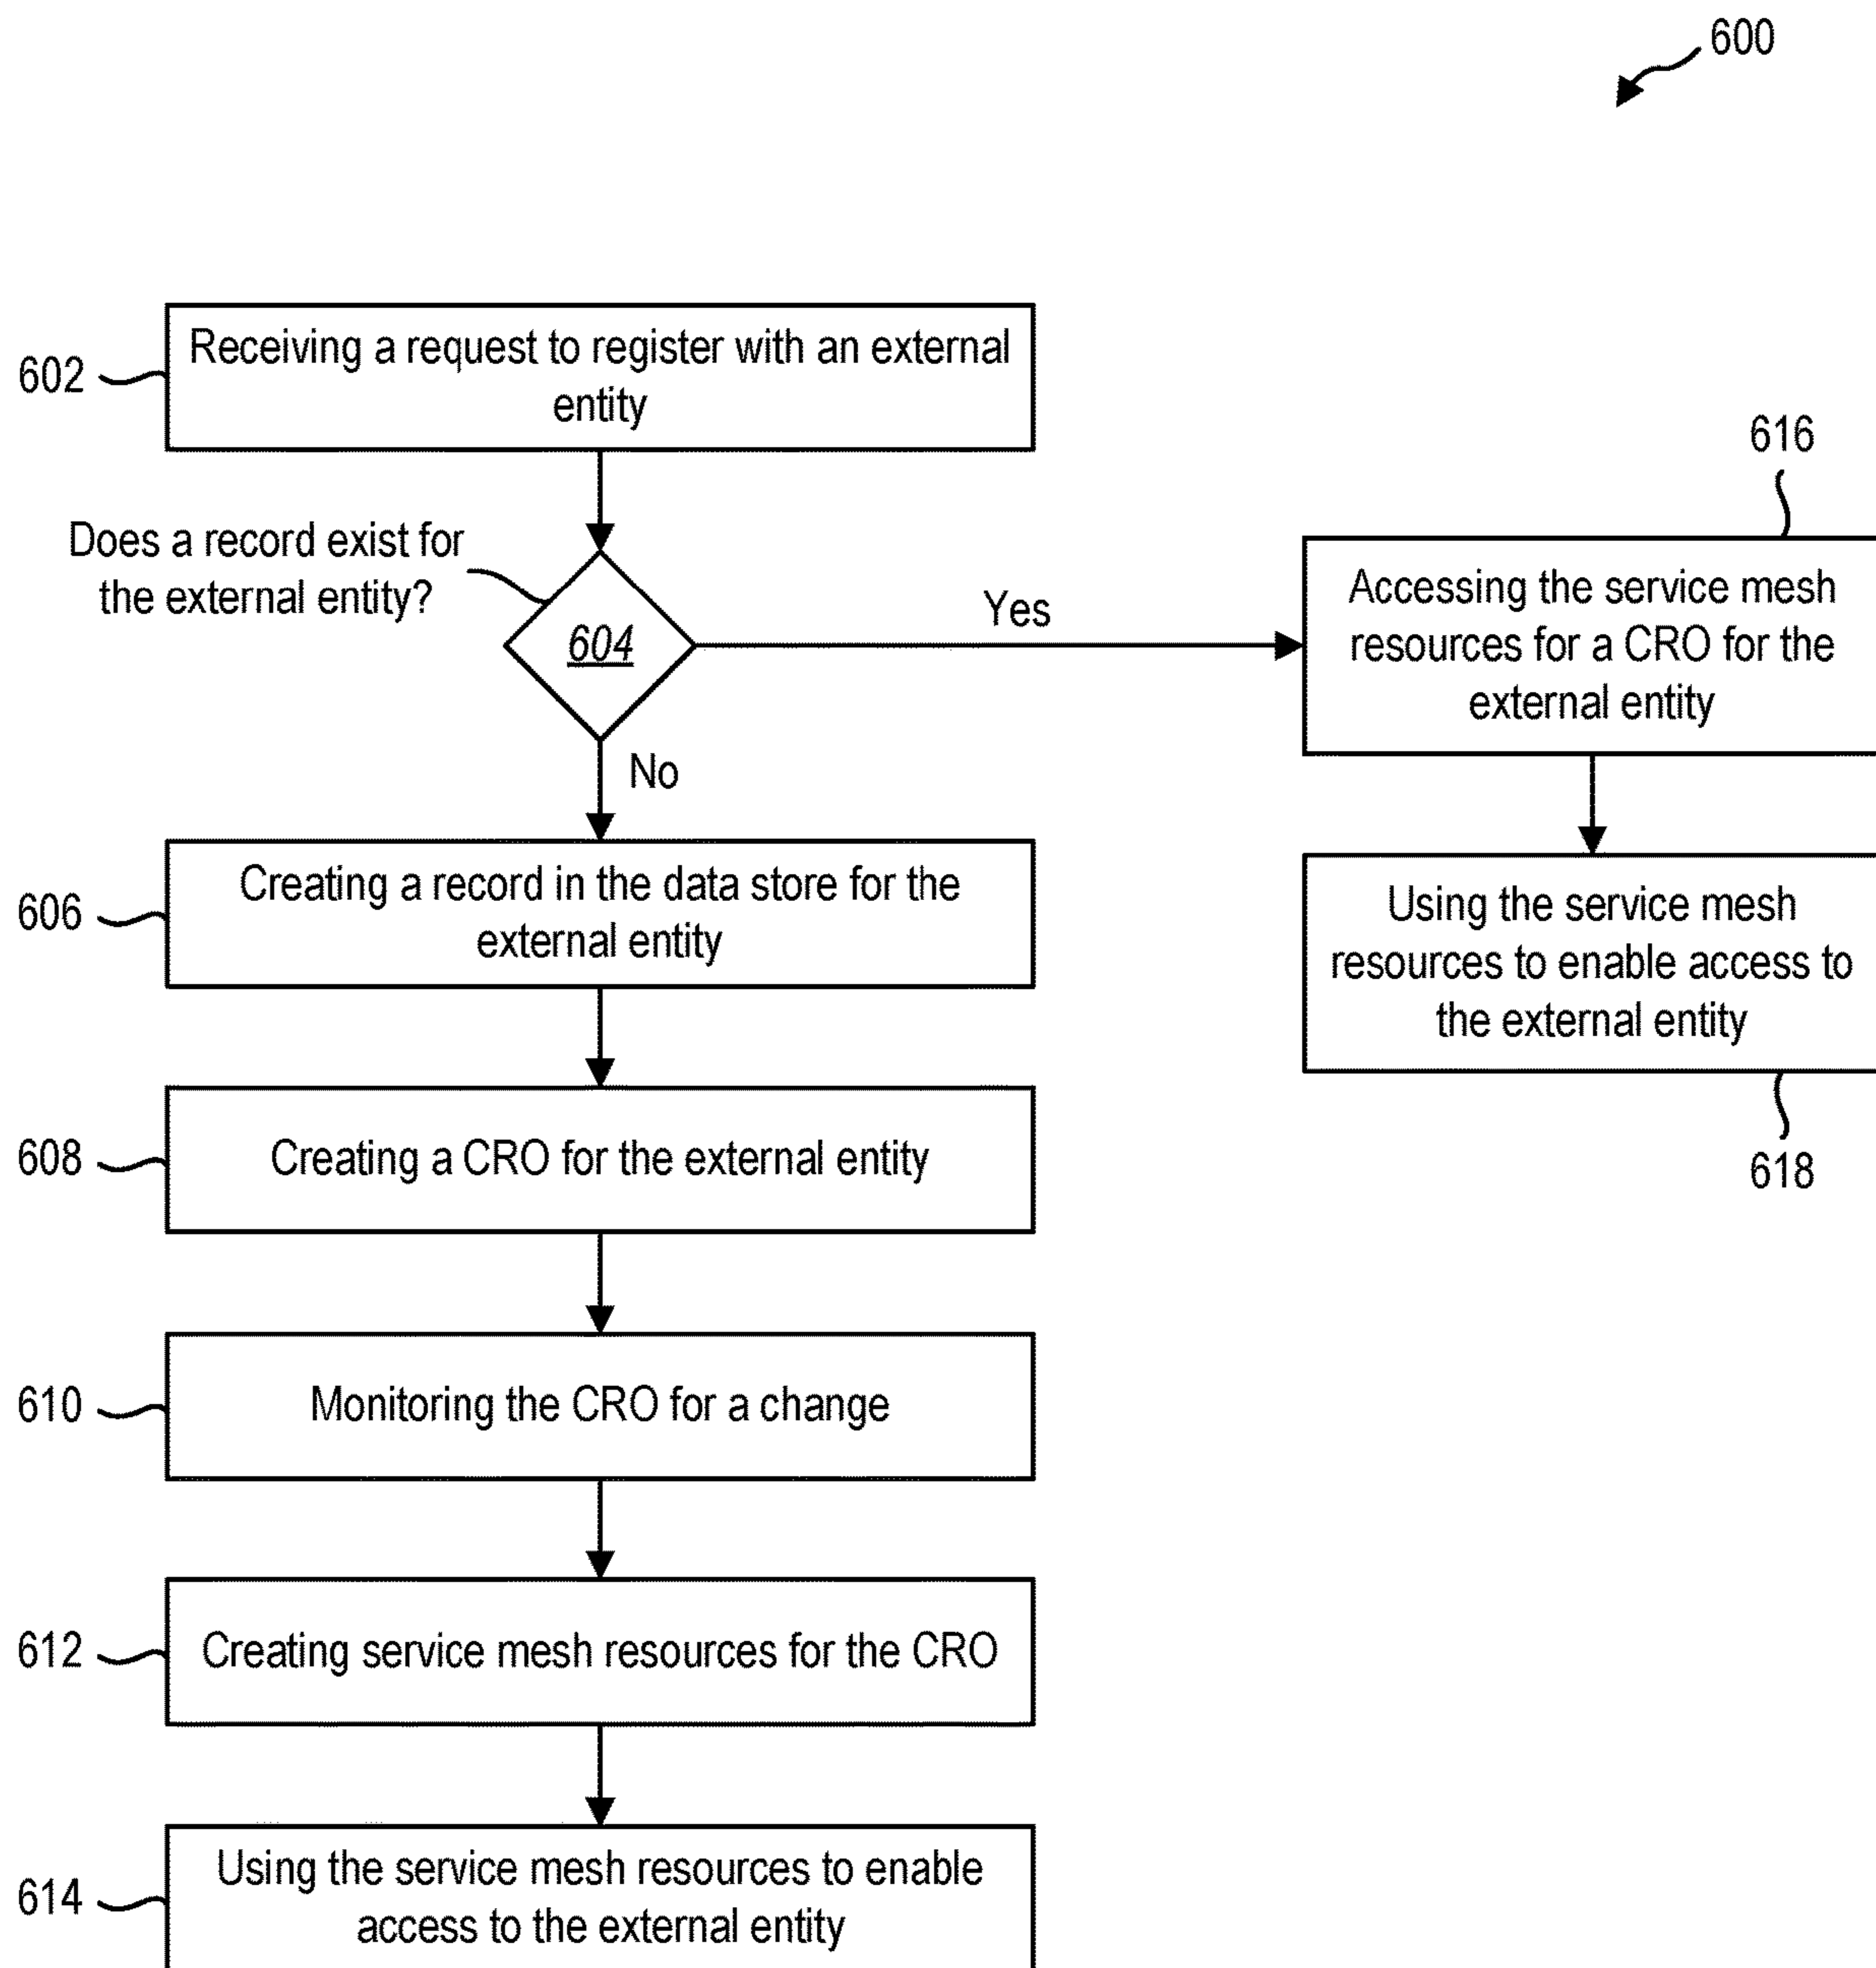 600
602
Receiving a request to register with an external
entity
Does a record exist for
the external entity?
604
Yes
No
616
Accessing the service mesh
resources for a CRO for the
external entity
Using the service mesh
resources to enable access to
the external entity
618
606
Creating a record in the data store for the
external entity
608
Creating a CRO for the external entity
610
Monitoring the CRO for a change
612
Creating service mesh resources for the CRO
614
Using the service mesh resources to enable
access to the external entity